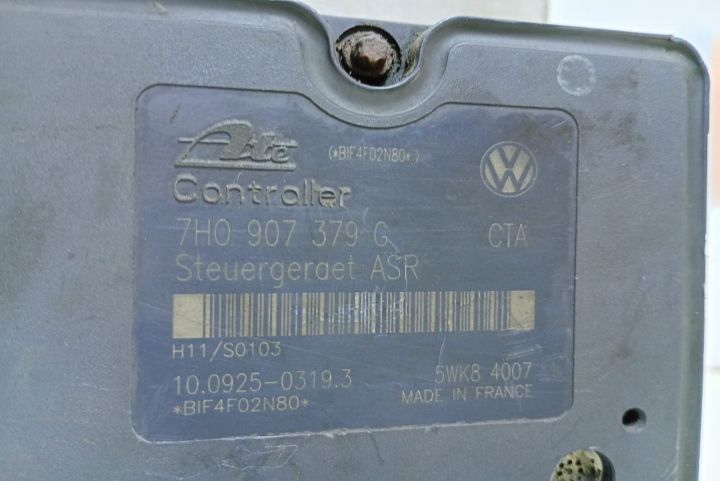 Ate (*BIF4F02N80*)
Controller
7H0 907 379 G CTA
Steuergeraet ASR
H11/S0103
10.0925-0319.3 5WK8 4007
*BIF4F02N80* MADE IN FRANCE